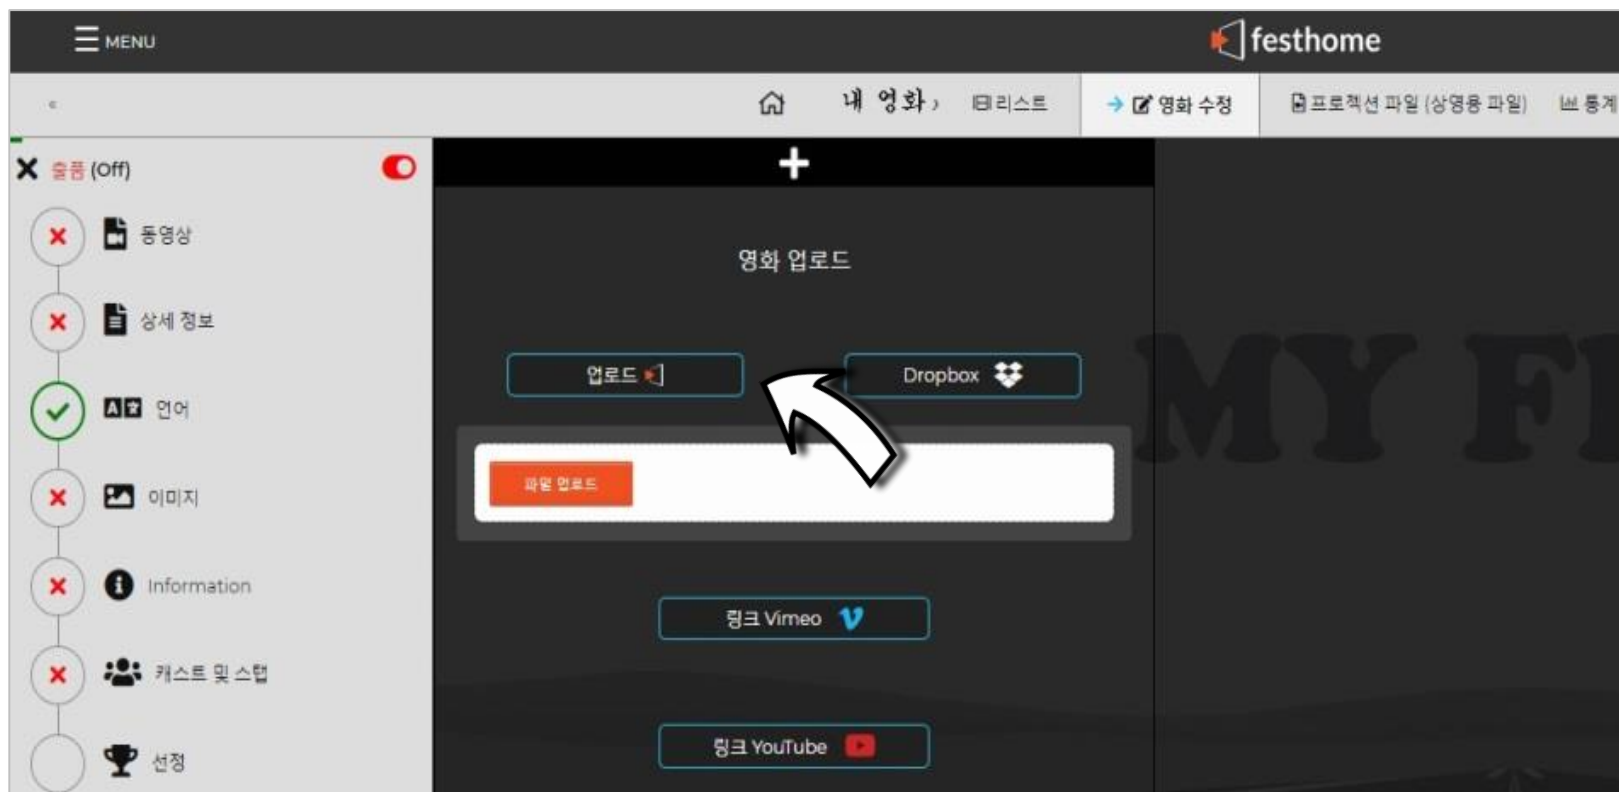 MENU
festhome
«
내 영화 , 리스트 → 영화 수정 프로젝션 파일 (상영용 파일) 통계
출품 (Off)
동영상
상세 정보
언어
이미지
Information
캐스트 및 스탭
선정
영화 업로드
업로드 Dropbox
파일 업로드
링크 Vimeo
링크 YouTube
MY F